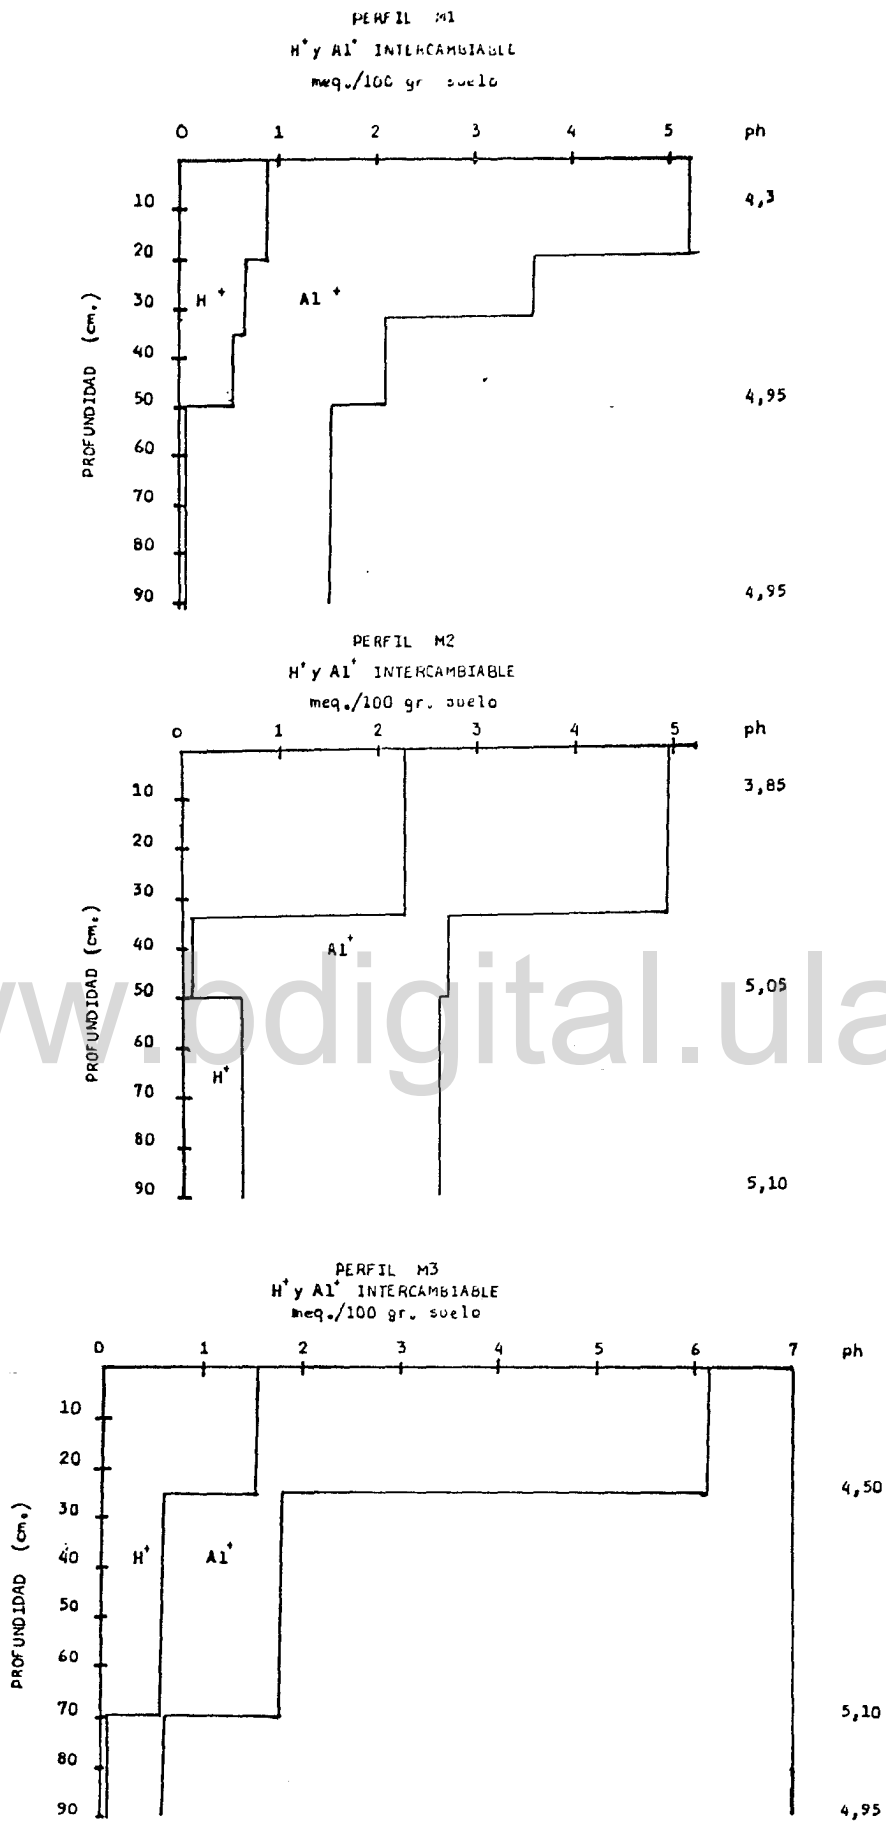 PERFIL M1
H⁺ y Al⁺ INTERCAMBIABLE
meq./100 gr suelo
0 1 2 3 4 5 ph
10 4,3
20
H⁺ Al⁺
30
40
50 4,95
60
70
80
90 4,95
PROFUNDIDAD (cm.)
PERFIL M2
H⁺ y Al⁺ INTERCAMBIABLE
meq./100 gr. suelo
0 1 2 3 4 5 ph
10 3,85
20
30
40 Al⁺
50 5,05
60
H⁺
70
80
90 5,10
PROFUNDIDAD (cm.)
w.bdigital.ula
PERFIL M3
H⁺ y Al⁺ INTERCAMBIABLE
meq./100 gr. suelo
0 1 2 3 4 5 6 7 ph
10
20
4,50
30
40 H⁺ Al⁺
50
60
70 5,10
80
90 4,95
PROFUNDIDAD (cm.)